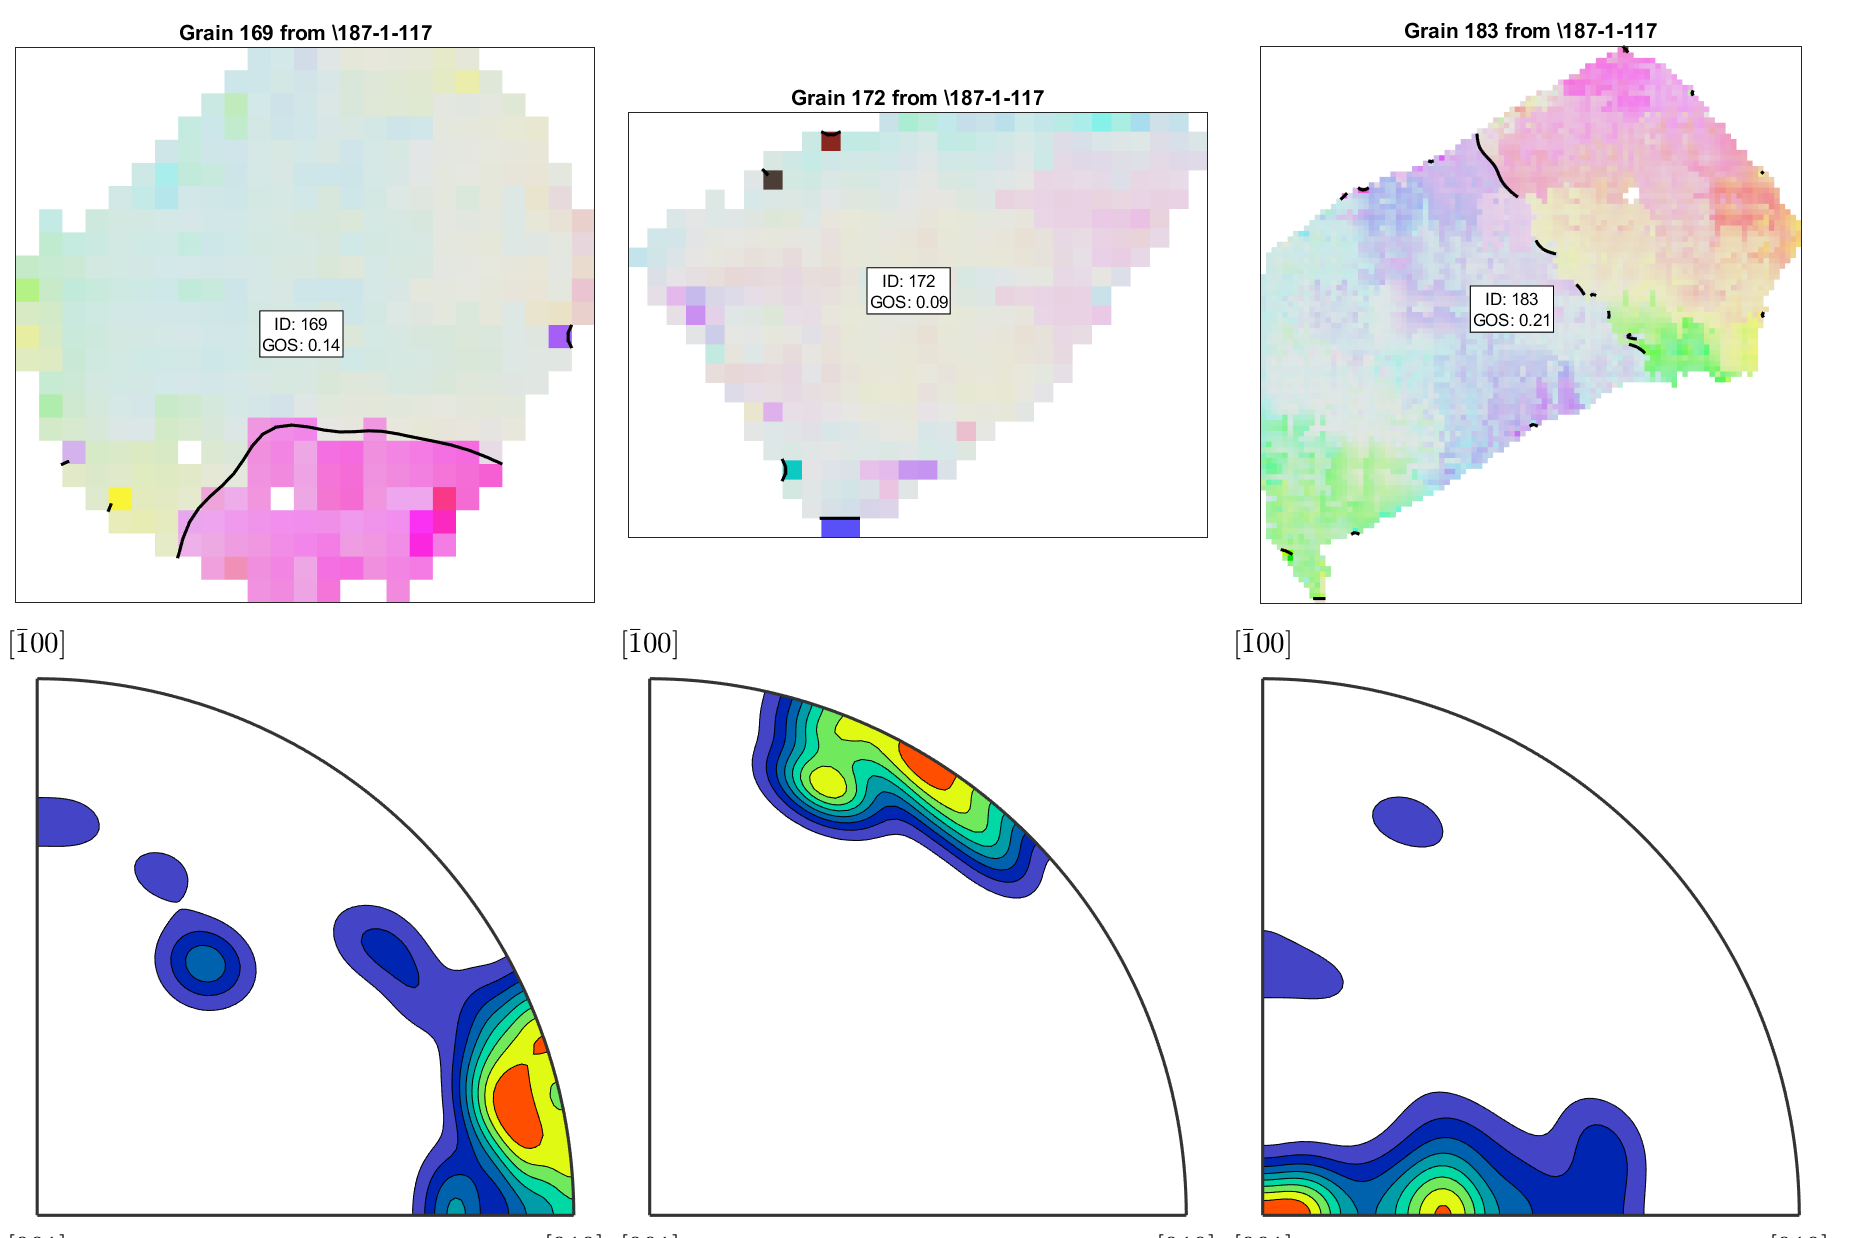 Grain 169 from \187-1-117
ID: 169
GOS: 0.14
Grain 172 from \187-1-117
ID: 172
GOS: 0.09
Grain 183 from \187-1-117
ID: 183
GOS: 0.21
[1̄00]
[1̄00]
[1̄00]